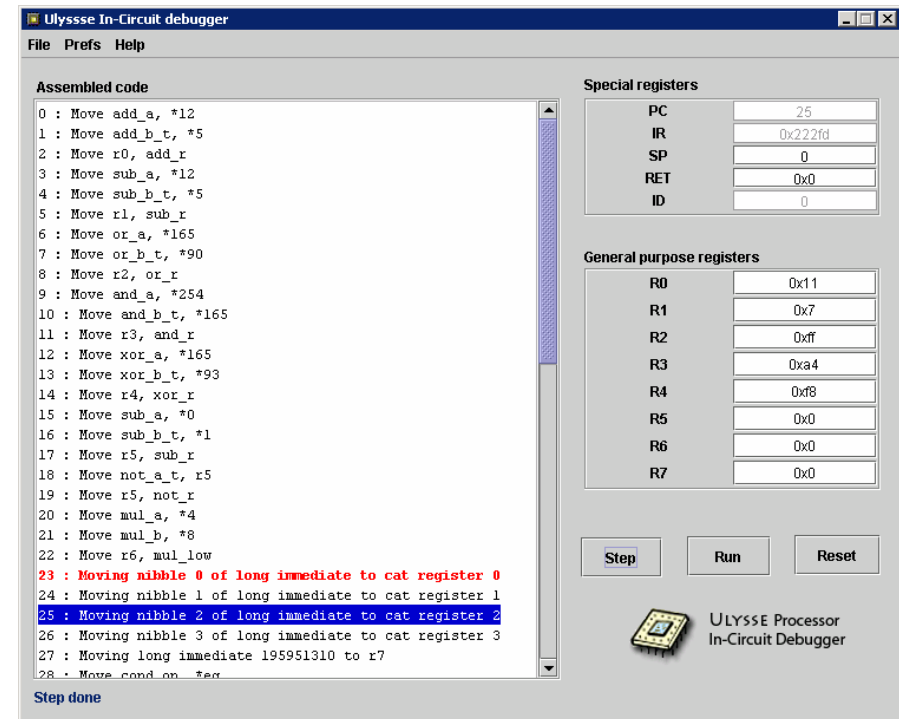 Ulyssse In-Circuit debugger
File Prefs Help
Assembled code
0 : Move add_a, *12
1 : Move add_b_t, *5
2 : Move r0, add_r
3 : Move sub_a, *12
4 : Move sub_b_t, *5
5 : Move r1, sub_r
6 : Move or_a, *165
7 : Move or_b_t, *90
8 : Move r2, or_r
9 : Move and_a, *254
10 : Move and_b_t, *165
11 : Move r3, and_r
12 : Move xor_a, *165
13 : Move xor_b_t, *93
14 : Move r4, xor_r
15 : Move sub_a, *0
16 : Move sub_b_t, *1
17 : Move r5, sub_r
18 : Move not_a_t, r5
19 : Move r5, not_r
20 : Move mul_a, *4
21 : Move mul_b, *8
22 : Move r6, mul_low
23 : Moving nibble 0 of long immediate to cat register 0
24 : Moving nibble 1 of long immediate to cat register 1
25 : Moving nibble 2 of long immediate to cat register 2
26 : Moving nibble 3 of long immediate to cat register 3
27 : Moving long immediate 195951310 to r7
28 : Move cond_on, *eq
Step done
Special registers
PC 25
IR 0x222fd
SP 0
RET 0x0
ID 0
General purpose registers
R0 0x11
R1 0x7
R2 0xff
R3 0xa4
R4 0xf8
R5 0x0
R6 0x0
R7 0x0
Step Run Reset
ULYSSE Processor
In-Circuit Debugger